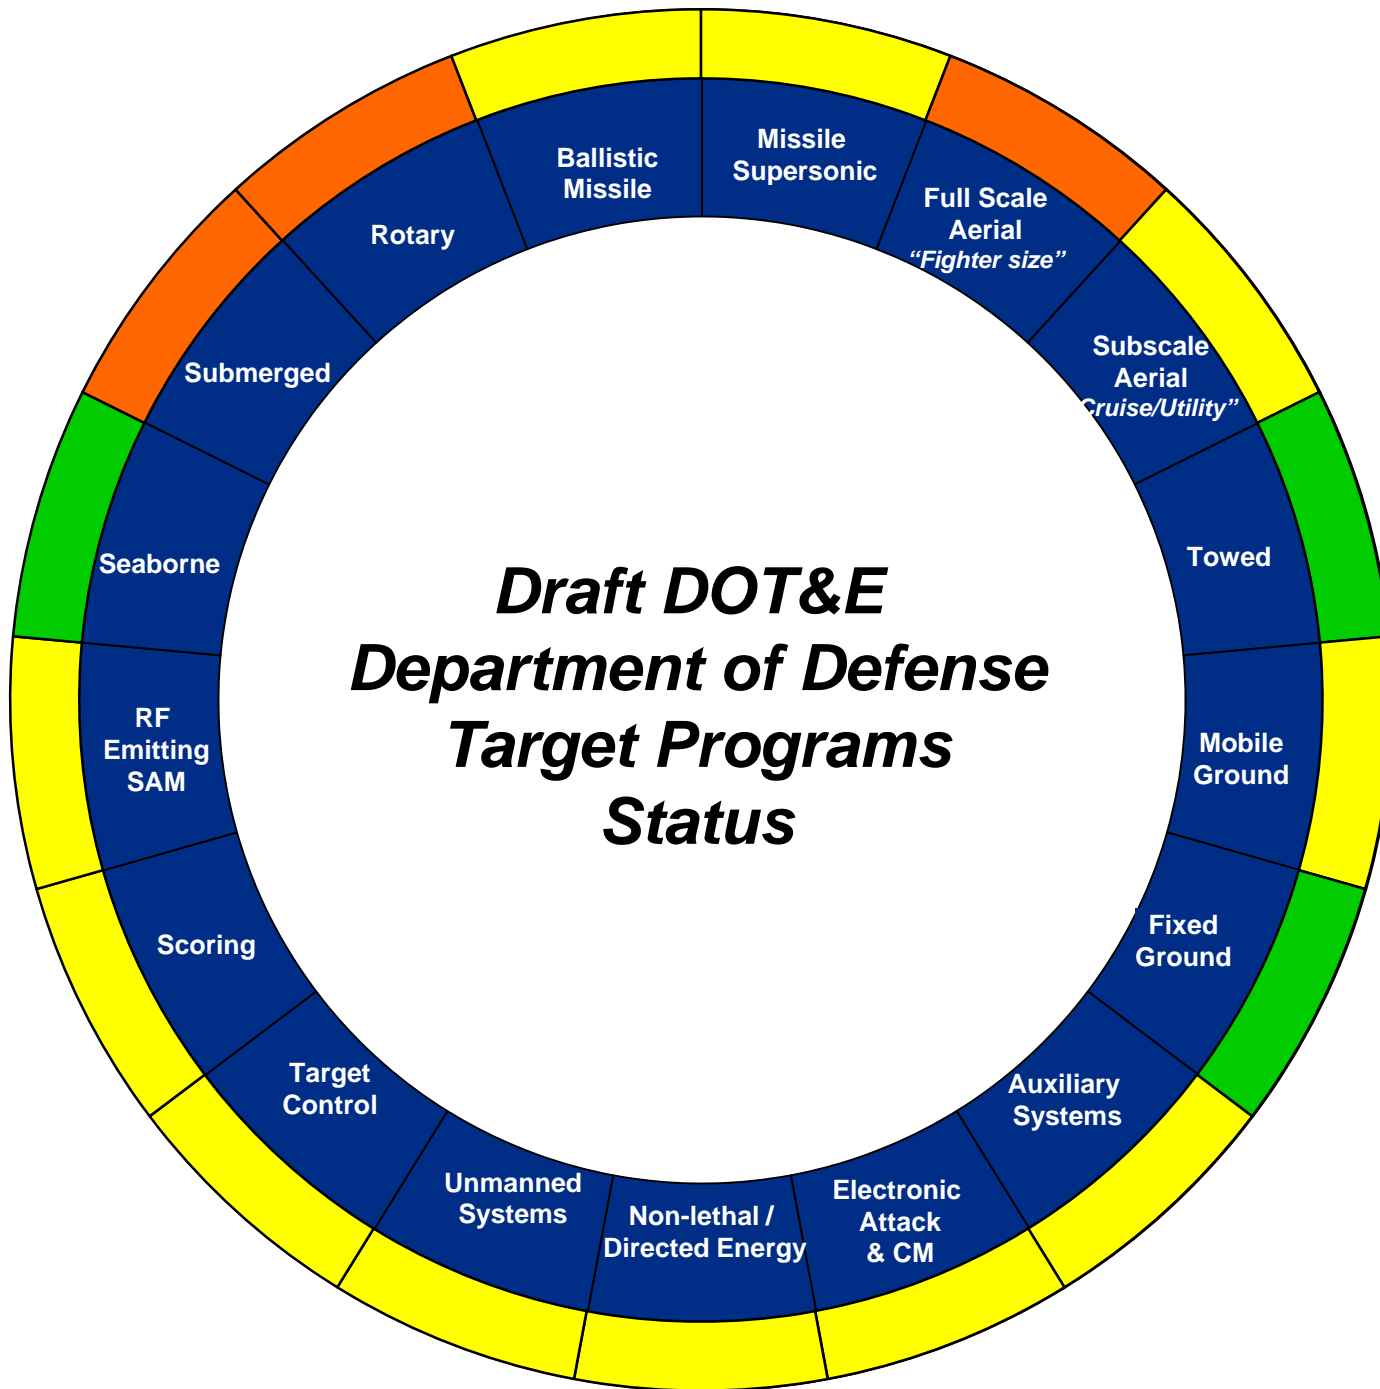 Missile
Supersonic
Full Scale
Aerial
“Fighter size”
Subscale
Aerial
Cruise/Utility”
Towed
Mobile
Ground
Fixed
Ground
Auxiliary
Systems
Electronic
Attack
& CM
Non-lethal /
Directed Energy
Unmanned
Systems
Target
Control
Scoring
RF
Emitting
SAM
Seaborne
Submerged
Rotary
Ballistic
Missile
Draft DOT&E
Department of Defense
Target Programs
Status